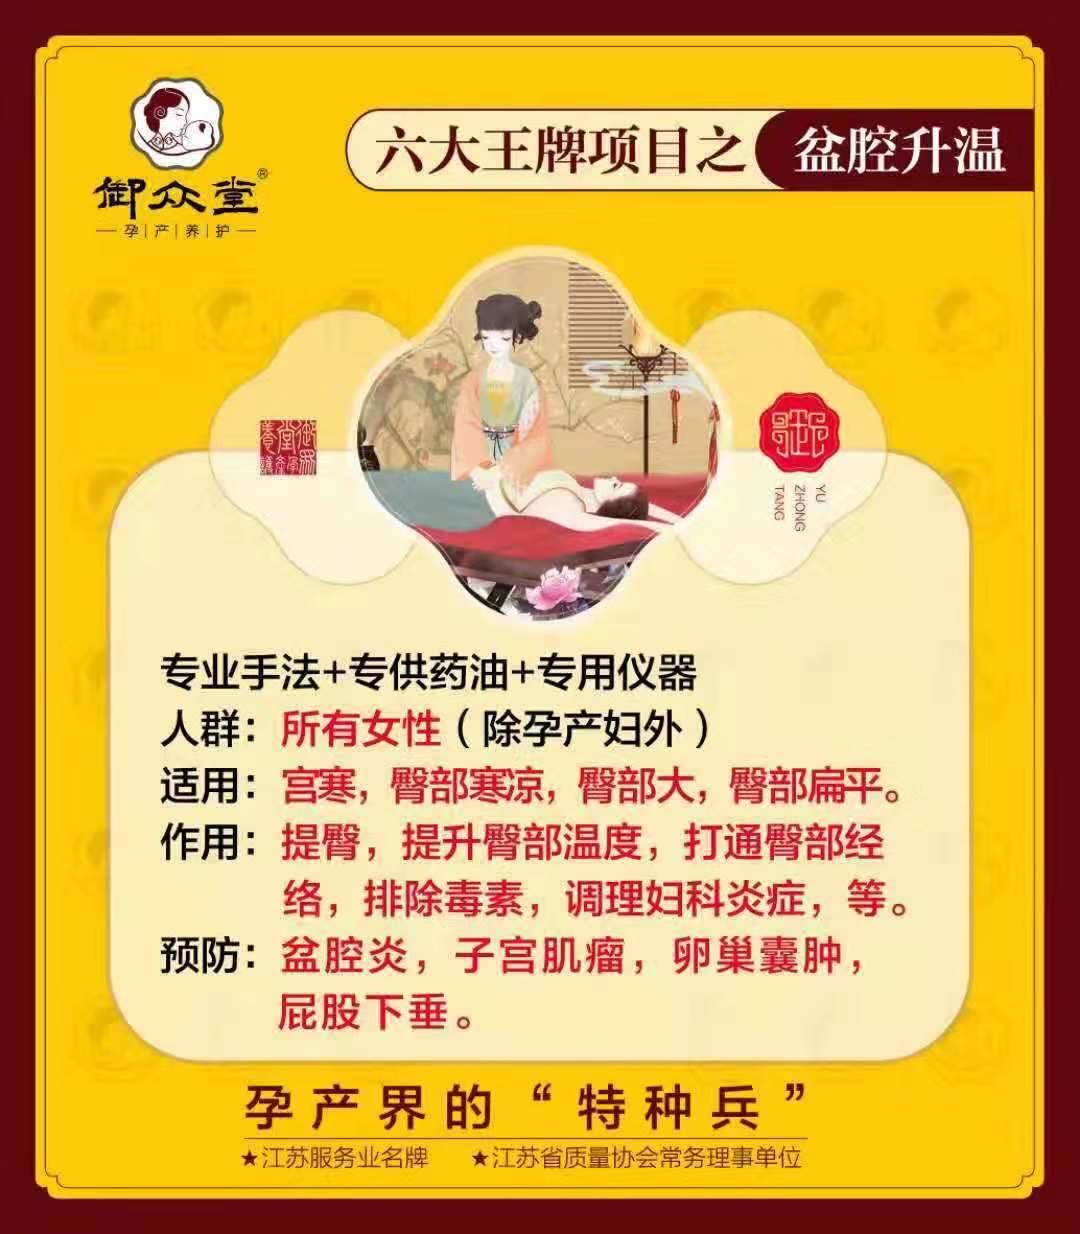 御众堂®
孕|产|养|护
六大王牌项目之 盆腔升温
YU
ZHONG
TANG
专业手法+专供药油+专用仪器
人群：所有女性（除孕产妇外）
适用：宫寒，臀部寒凉，臀部大，臀部扁平。
作用：提臀，提升臀部温度，打通臀部经
络，排除毒素，调理妇科炎症，等。
预防：盆腔炎，子宫肌瘤，卵巢囊肿，
屁股下垂。
孕产界的“特种兵”
★江苏服务业名牌 ★江苏省质量协会常务理事单位